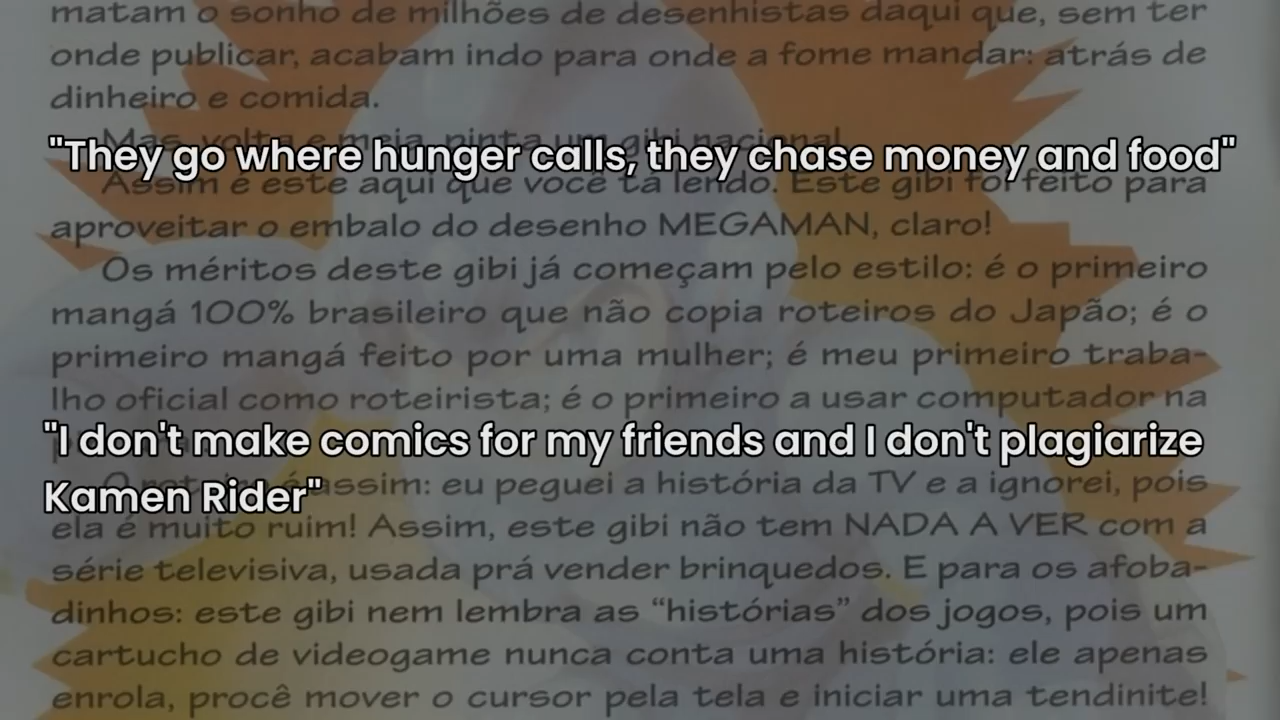 matam o sonho de milhões de desenhistas daqui que, sem ter
onde publicar, acabam indo para onde a fome mandar: atrás de
dinheiro e comida.
Mas, volta e meia, pinta um gibi nacional
"They go where hunger calls, they chase money and food"
Assim é este aqui que você tá lendo. Este gibi foi feito para
aproveitar o embalo do desenho MEGAMAN, claro!
Os méritos deste gibi já começam pelo estilo: é o primeiro
mangá 100% brasileiro que não copia roteiros do Japão; é o
primeiro mangá feito por uma mulher; é meu primeiro traba-
lho oficial como roteirista; é o primeiro a usar computador na
"I don't make comics for my friends and I don't plagiarize
Kamen Rider"
assim: eu peguei a história da TV e a ignorei, pois
ela é muito ruim! Assim, este gibi não tem NADA A VER com a
série televisiva, usada prá vender brinquedos. E para os afoba-
dinhos: este gibi nem lembra as “histórias” dos jogos, pois um
cartucho de videogame nunca conta uma história: ele apenas
enrola, procê mover o cursor pela tela e iniciar uma tendinite!